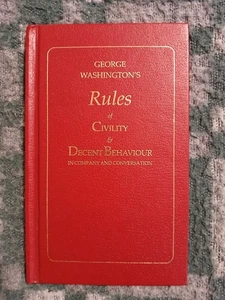 GEORGE
WASHINGTON'S
Rules
of
CIVILITY
&
DECENT BEHAVIOUR
IN COMPANY AND CONVERSATION